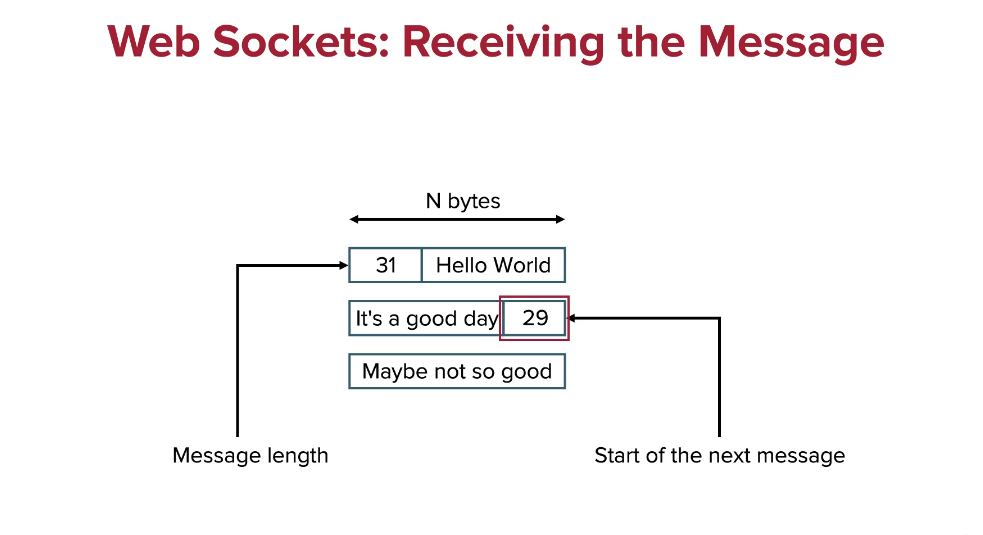 Web Sockets: Receiving the Message
N bytes
31 Hello World
It's a good day 29
Maybe not so good
Message length
Start of the next message